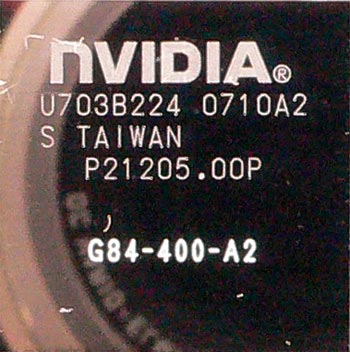 nVIDIA®
U703B224 0710A2
S TAIWAN
P21205.00P
G84-400-A2